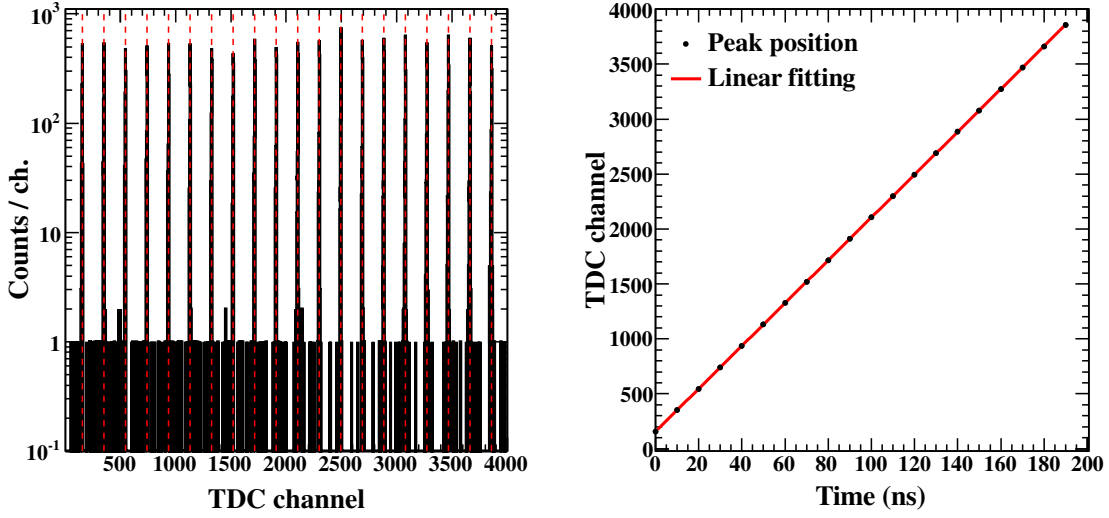 10³
10²
10
1
10⁻¹
Counts / ch.
500 1000 1500 2000 2500 3000 3500 4000
TDC channel
4000
3500
3000
2500
2000
1500
1000
500
0
TDC channel
Peak position
Linear fitting
0 20 40 60 80 100 120 140 160 180 200
Time (ns)